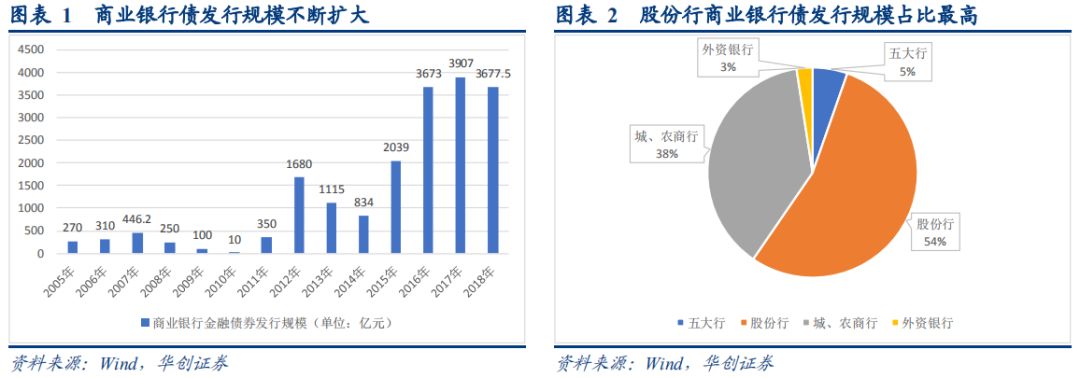 图表 1 商业银行债发行规模不断扩大
4500
4000
3500
3000
2500
2000
1500
1000
500
0
270
310
446.2
250
100
10
350
1680
1115
834
2039
3673
3907
3677.5
2005年
2006年
2007年
2008年
2009年
2010年
2011年
2012年
2013年
2014年
2015年
2016年
2017年
2018年
商业银行金融债券发行规模（单位：亿元）
资料来源：Wind，华创证券
图表 2 股份行商业银行债发行规模占比最高
外资银行
3%
五大行
5%
城、农商行
38%
股份行
54%
五大行 股份行 城、农商行 外资银行
资料来源：Wind，华创证券